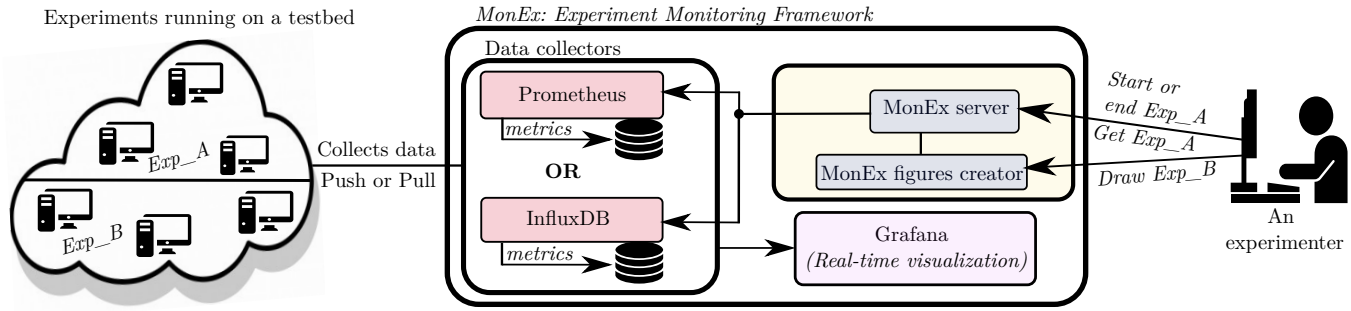 Experiments running on a testbed
MonEx: Experiment Monitoring Framework
Data collectors
Prometheus
metrics
OR
InfluxDB
metrics
Exp_A
Exp_B
Collects data
Push or Pull
MonEx server
MonEx figures creator
Grafana
(Real-time visualization)
Start or
end Exp_A
Get Exp_A
Draw Exp_B
An
experimenter